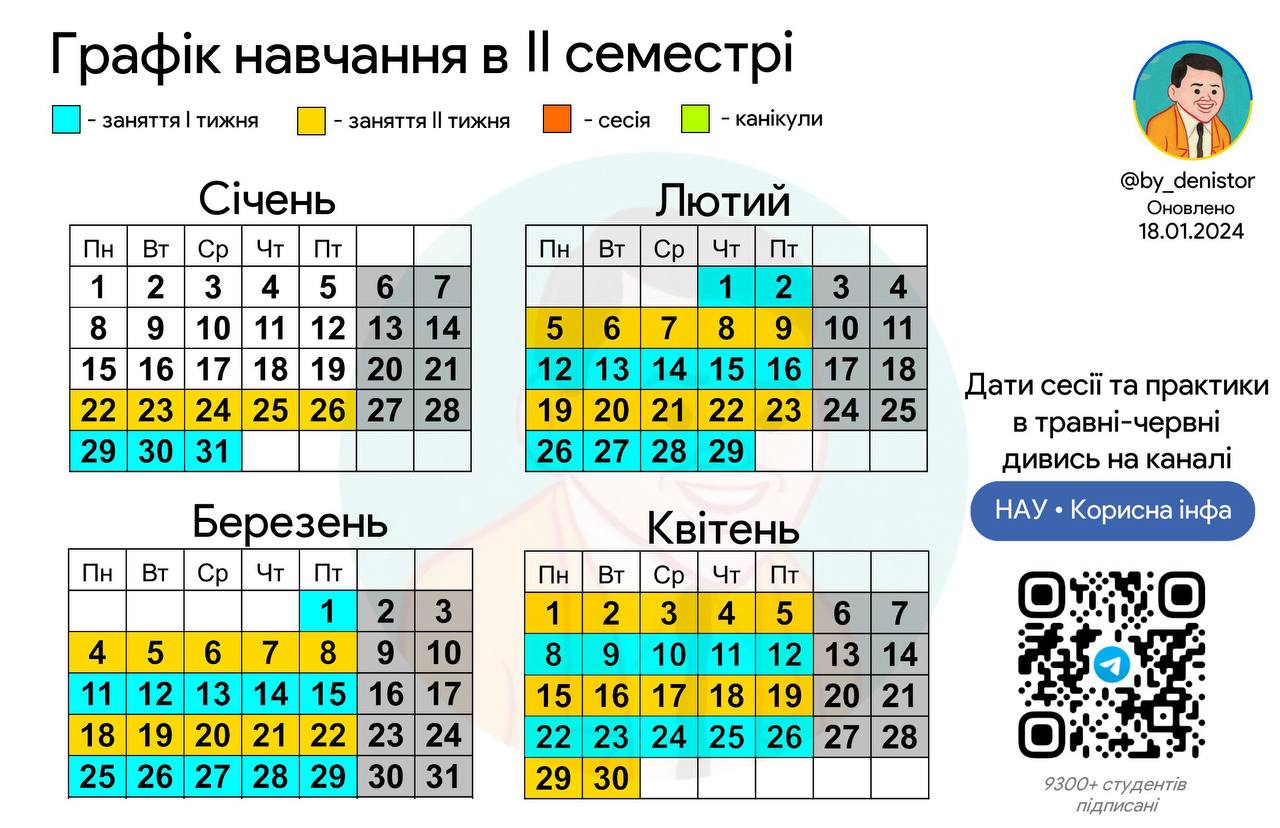 Графік навчання в II семестрі
- заняття I тижня - заняття II тижня - сесія - канікули
@by_denistor
Оновлено
18.01.2024
Січень
Пн Вт Ср Чт Пт
1 2 3 4 5 6 7
8 9 10 11 12 13 14
15 16 17 18 19 20 21
22 23 24 25 26 27 28
29 30 31
Лютий
Пн Вт Ср Чт Пт
1 2 3 4
5 6 7 8 9 10 11
12 13 14 15 16 17 18
19 20 21 22 23 24 25
26 27 28 29
Березень
Пн Вт Ср Чт Пт
1 2 3
4 5 6 7 8 9 10
11 12 13 14 15 16 17
18 19 20 21 22 23 24
25 26 27 28 29 30 31
Квітень
Пн Вт Ср Чт Пт
1 2 3 4 5 6 7
8 9 10 11 12 13 14
15 16 17 18 19 20 21
22 23 24 25 26 27 28
29 30
Дати сесії та практики
в травні-червні
дивись на каналі
НАУ • Корисна інфа
9300+ студентів
підписані